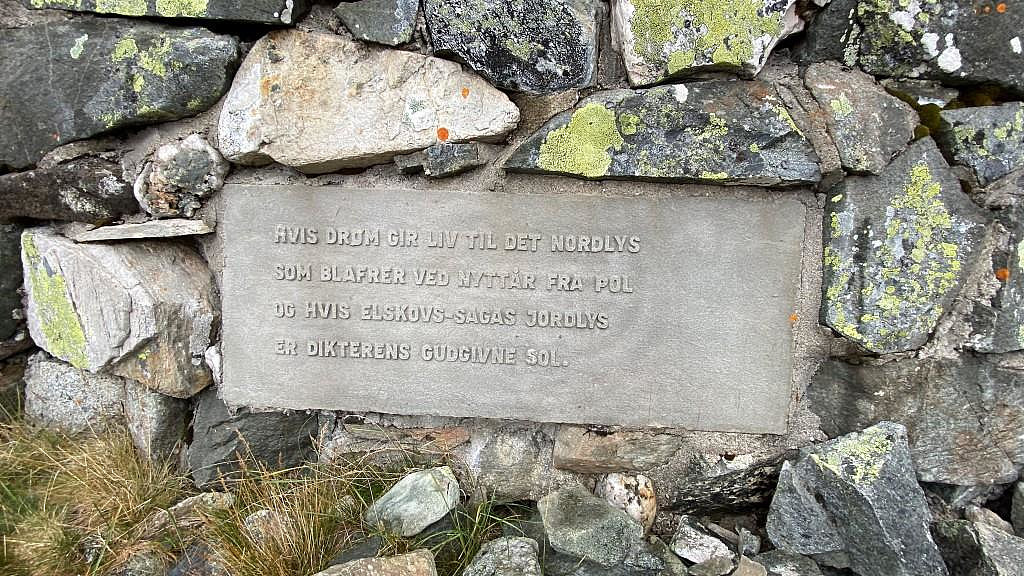 HVIS DRØM GIR LIV TIL DET NORDLYS
SOM BLAFRER VED NYTTÅR FRA POL
OG HVIS ELSKOVS-SAGAS JORDLYS
ER DIKTERENS GUDGIVNE SOL.